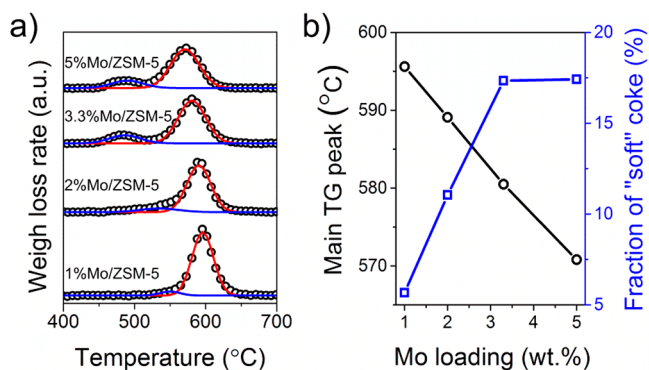 a)
5%Mo/ZSM-5
3.3%Mo/ZSM-5
2%Mo/ZSM-5
1%Mo/ZSM-5
Weigh loss rate (a.u.)
400 500 600 700
Temperature (°C)
b)
600
590
580
570
Main TG peak (°C)
20
15
10
5
Fraction of "soft" coke (%)
1 2 3 4 5
Mo loading (wt.%)